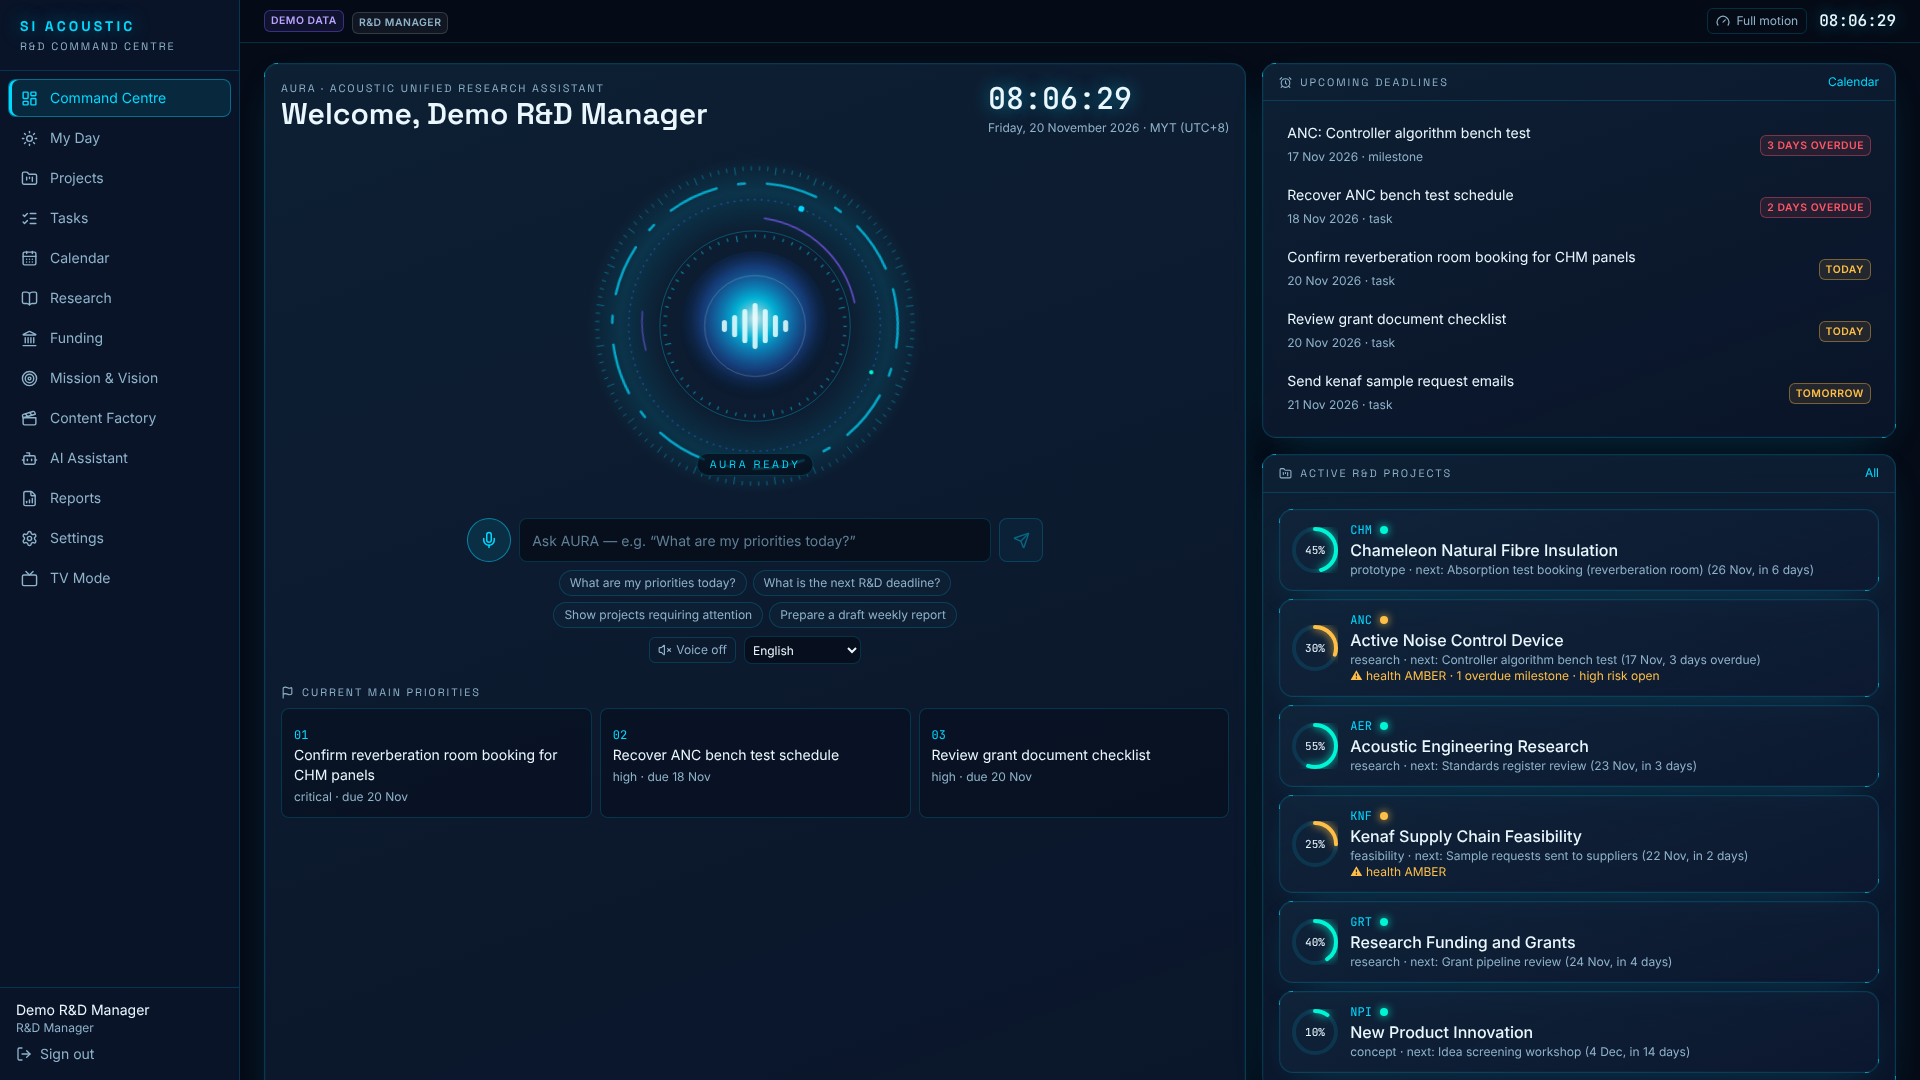 SI ACOUSTIC
R&D COMMAND CENTRE
Command Centre
My Day
Projects
Tasks
Calendar
Research
Funding
Mission & Vision
Content Factory
AI Assistant
Reports
Settings
TV Mode
Demo R&D Manager
R&D Manager
Sign out
DEMO DATA
R&D MANAGER
Full motion
08:06:29
AURA · ACOUSTIC UNIFIED RESEARCH ASSISTANT
Welcome, Demo R&D Manager
08:06:29
Friday, 20 November 2026 · MYT (UTC+8)
AURA READY
Ask AURA — e.g. “What are my priorities today?”
What are my priorities today?
What is the next R&D deadline?
Show projects requiring attention
Prepare a draft weekly report
Voice off
English
CURRENT MAIN PRIORITIES
01
Confirm reverberation room booking for
CHM panels
critical · due 20 Nov
02
Recover ANC bench test schedule
high · due 18 Nov
03
Review grant document checklist
high · due 20 Nov
UPCOMING DEADLINES
Calendar
ANC: Controller algorithm bench test
17 Nov 2026 · milestone
3 DAYS OVERDUE
Recover ANC bench test schedule
18 Nov 2026 · task
2 DAYS OVERDUE
Confirm reverberation room booking for CHM panels
20 Nov 2026 · task
TODAY
Review grant document checklist
20 Nov 2026 · task
TODAY
Send kenaf sample request emails
21 Nov 2026 · task
TOMORROW
ACTIVE R&D PROJECTS
All
45%
CHM
Chameleon Natural Fibre Insulation
prototype · next: Absorption test booking (reverberation room) (26 Nov, in 6 days)
30%
ANC
Active Noise Control Device
research · next: Controller algorithm bench test (17 Nov, 3 days overdue)
⚠ health AMBER · 1 overdue milestone · high risk open
55%
AER
Acoustic Engineering Research
research · next: Standards register review (23 Nov, in 3 days)
25%
KNF
Kenaf Supply Chain Feasibility
feasibility · next: Sample requests sent to suppliers (22 Nov, in 2 days)
⚠ health AMBER
40%
GRT
Research Funding and Grants
research · next: Grant pipeline review (24 Nov, in 4 days)
10%
NPI
New Product Innovation
concept · next: Idea screening workshop (4 Dec, in 14 days)